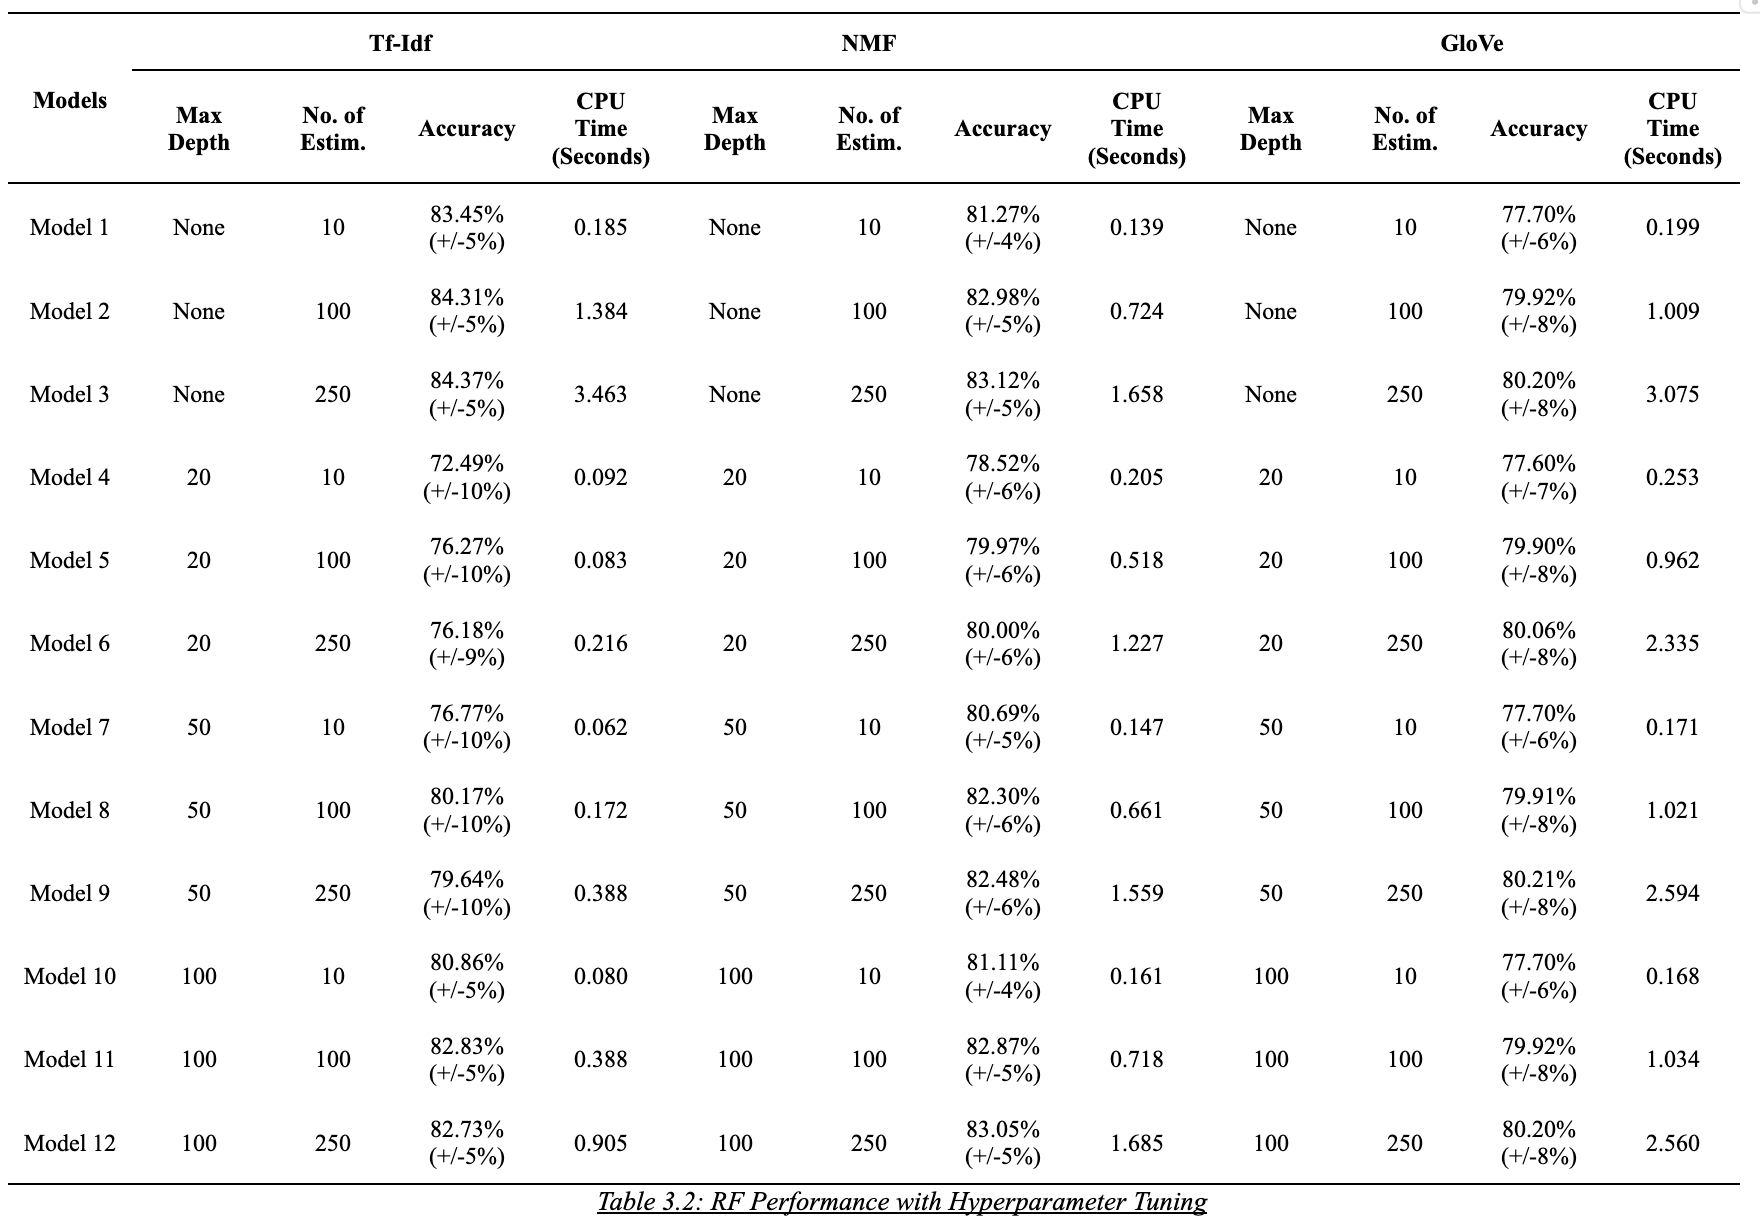 Tf-Idf NMF GloVe
Models
Max Depth No. of Estim. Accuracy CPU Time (Seconds) Max Depth No. of Estim. Accuracy CPU Time (Seconds) Max Depth No. of Estim. Accuracy CPU Time (Seconds)
Model 1 None 10 83.45% (+/-5%) 0.185 None 10 81.27% (+/-4%) 0.139 None 10 77.70% (+/-6%) 0.199
Model 2 None 100 84.31% (+/-5%) 1.384 None 100 82.98% (+/-5%) 0.724 None 100 79.92% (+/-8%) 1.009
Model 3 None 250 84.37% (+/-5%) 3.463 None 250 83.12% (+/-5%) 1.658 None 250 80.20% (+/-8%) 3.075
Model 4 20 10 72.49% (+/-10%) 0.092 20 10 78.52% (+/-6%) 0.205 20 10 77.60% (+/-7%) 0.253
Model 5 20 100 76.27% (+/-10%) 0.083 20 100 79.97% (+/-6%) 0.518 20 100 79.90% (+/-8%) 0.962
Model 6 20 250 76.18% (+/-9%) 0.216 20 250 80.00% (+/-6%) 1.227 20 250 80.06% (+/-8%) 2.335
Model 7 50 10 76.77% (+/-10%) 0.062 50 10 80.69% (+/-5%) 0.147 50 10 77.70% (+/-6%) 0.171
Model 8 50 100 80.17% (+/-10%) 0.172 50 100 82.30% (+/-6%) 0.661 50 100 79.91% (+/-8%) 1.021
Model 9 50 250 79.64% (+/-10%) 0.388 50 250 82.48% (+/-6%) 1.559 50 250 80.21% (+/-8%) 2.594
Model 10 100 10 80.86% (+/-5%) 0.080 100 10 81.11% (+/-4%) 0.161 100 10 77.70% (+/-6%) 0.168
Model 11 100 100 82.83% (+/-5%) 0.388 100 100 82.87% (+/-5%) 0.718 100 100 79.92% (+/-8%) 1.034
Model 12 100 250 82.73% (+/-5%) 0.905 100 250 83.05% (+/-5%) 1.685 100 250 80.20% (+/-8%) 2.560
Table 3.2: RF Performance with Hyperparameter Tuning